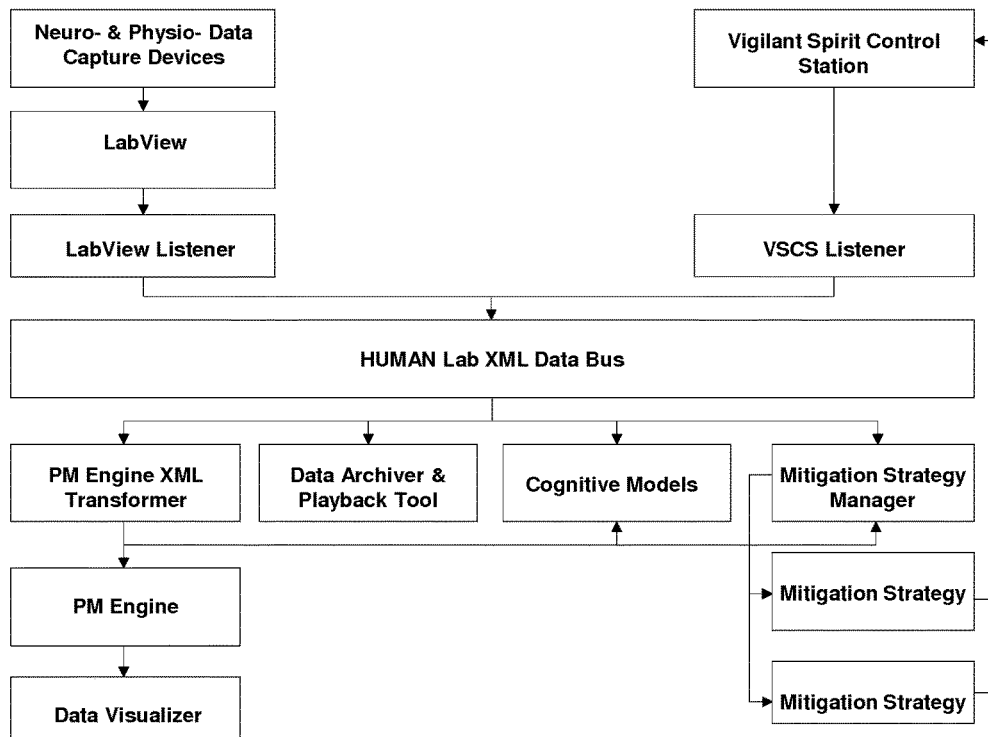 Neuro- & Physio- Data
Capture Devices
Vigilant Spirit Control
Station
LabView
LabView Listener
VSCS Listener
HUMAN Lab XML Data Bus
PM Engine XML
Transformer
Data Archiver &
Playback Tool
Cognitive Models
Mitigation Strategy
Manager
PM Engine
Mitigation Strategy
Data Visualizer
Mitigation Strategy